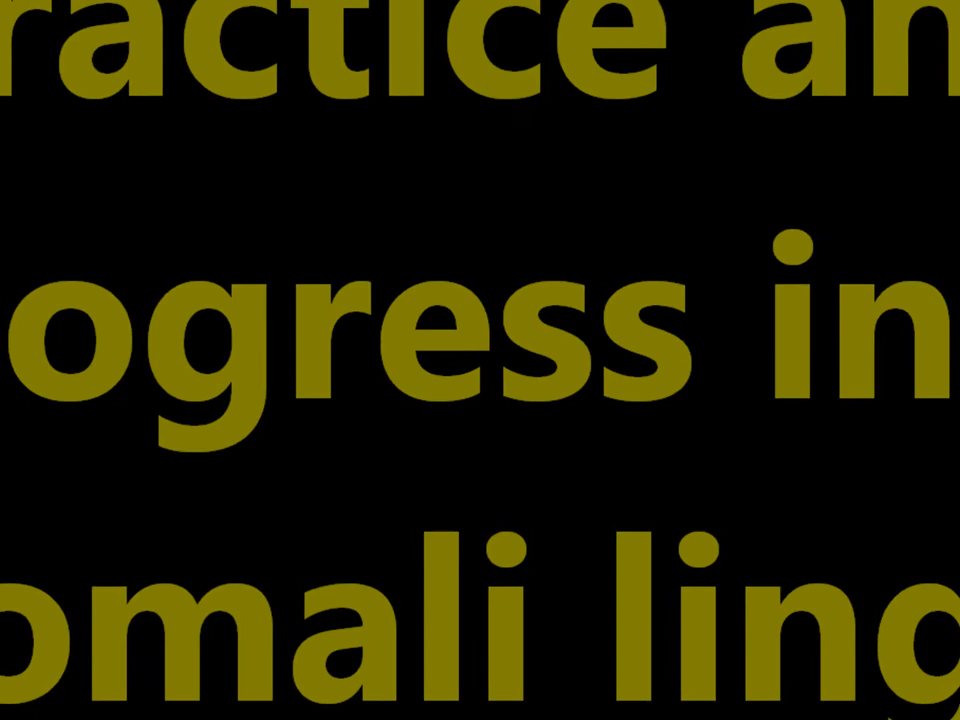 ractice an
ogress in
omali ling